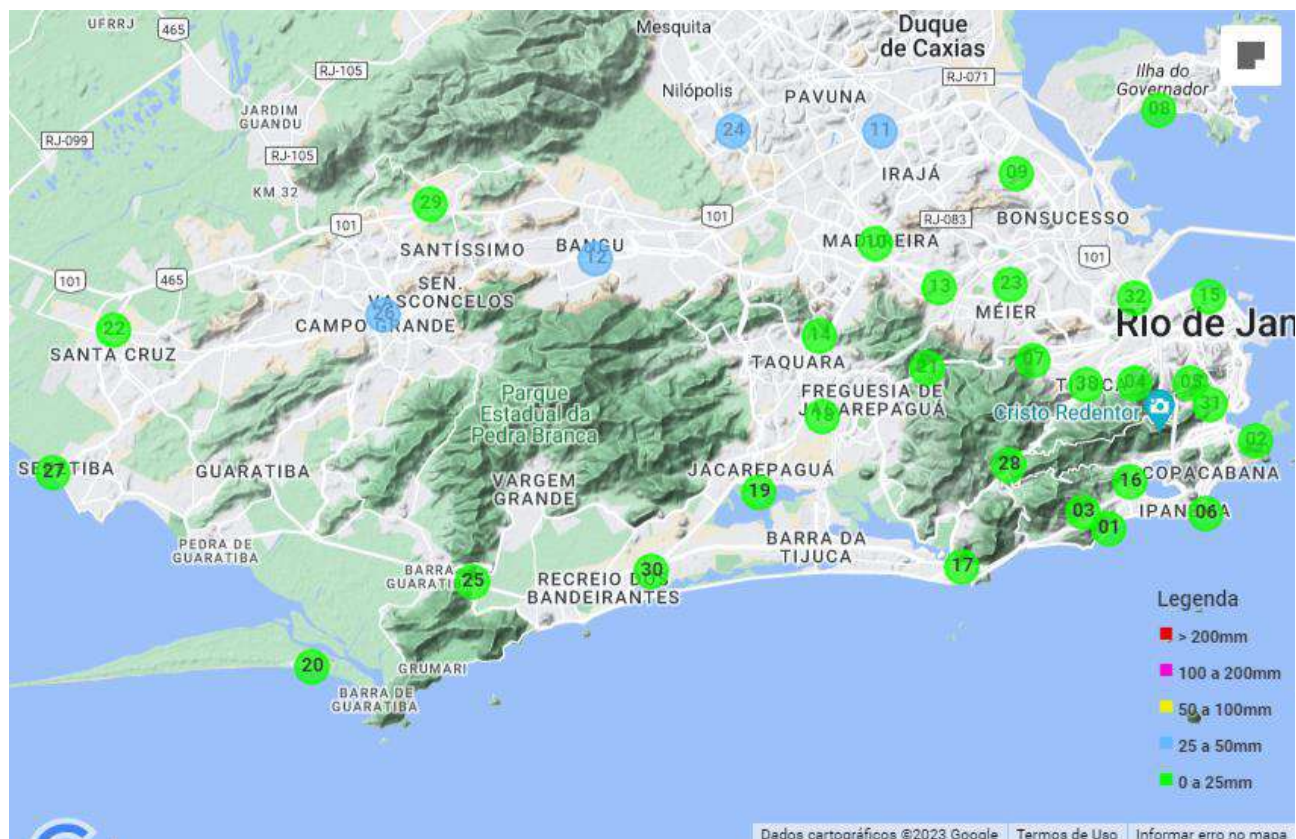 UFRRJ
465
Mesquita
Duque
de Caxias
RJ-105
RJ-071
Ilha do
Governador
Nilópolis
PAVUNA
08
JARDIM
GUANDU
24
11
RJ-099
RJ-105
IRAJÁ
09
KM 32
29
101
RJ-083
BONSUCESSO
101
SANTÍSSIMO
BANGU
12
10
101
465
101
SEN.
VASCONCELOS
13
23
26
CAMPO GRANDE
MÉIER
32
15
22
SANTA CRUZ
14
Rio de Jan
TAQUARA
07
21
04
05
Parque
Estadual da
Pedra Branca
FREGUESIA DE
JACAREPAGUÁ
Cristo Redentor
31
18
02
27
GUARATIBA
JACAREPAGUÁ
28
COPACABANA
VARGEM
GRANDE
19
16
03
06
01
PEDRA DE
GUARATIBA
BARRA DA
TIJUCA
17
25
30
RECREIO DOS
BANDEIRANTES
Legenda
> 200mm
100 a 200mm
50 a 100mm
25 a 50mm
0 a 25mm
20
GRUMARI
BARRA DE
GUARATIBA
Dados cartográficos ©2023 Google
Termos de Uso
Informar erro no mapa